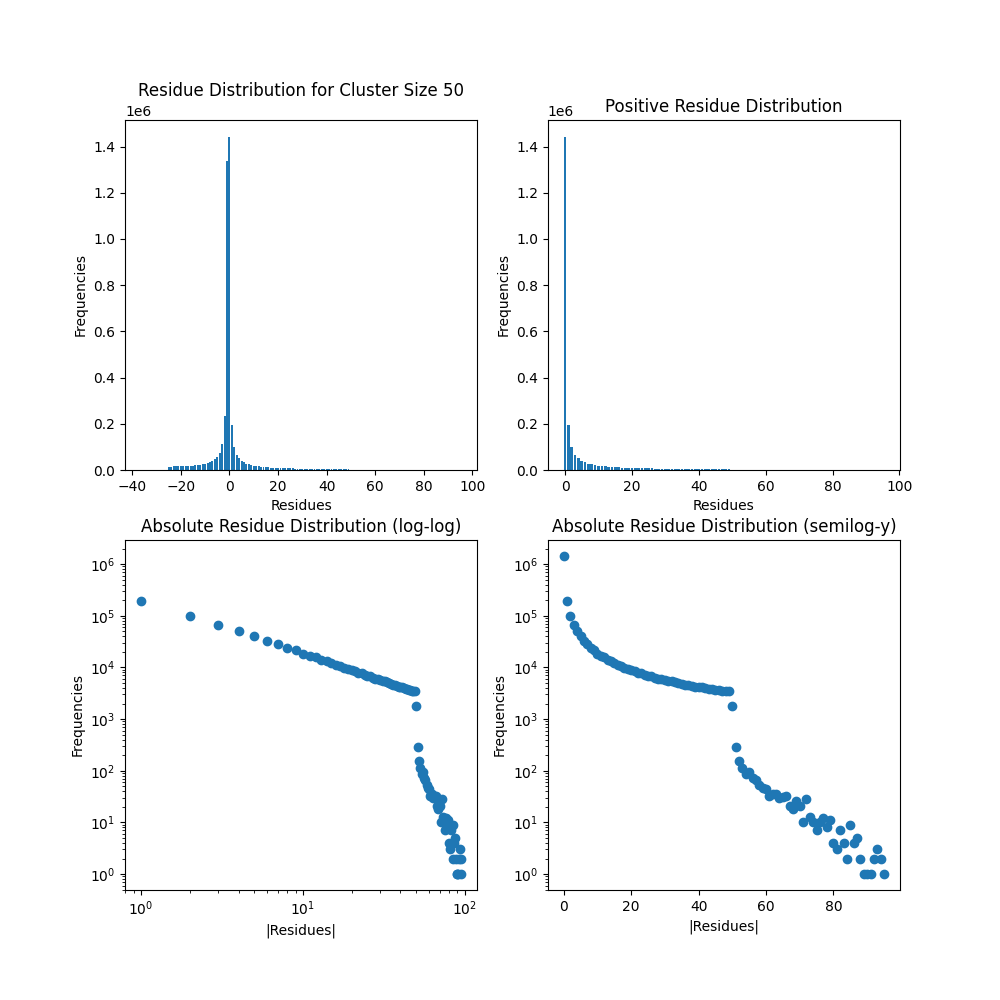 Residue Distribution for Cluster Size 50
1e6
1.4
1.2
1.0
0.8
0.6
0.4
0.2
0.0
−40 −20 0 20 40 60 80 100
Frequencies
Residues
Positive Residue Distribution
1e6
1.4
1.2
1.0
0.8
0.6
0.4
0.2
0.0
0 20 40 60 80 100
Frequencies
Residues
Absolute Residue Distribution (log-log)
10⁶
10⁵
10⁴
10³
10²
10¹
10⁰
10⁰ 10¹ 10²
Frequencies
|Residues|
Absolute Residue Distribution (semilog-y)
10⁶
10⁵
10⁴
10³
10²
10¹
10⁰
0 20 40 60 80
Frequencies
|Residues|